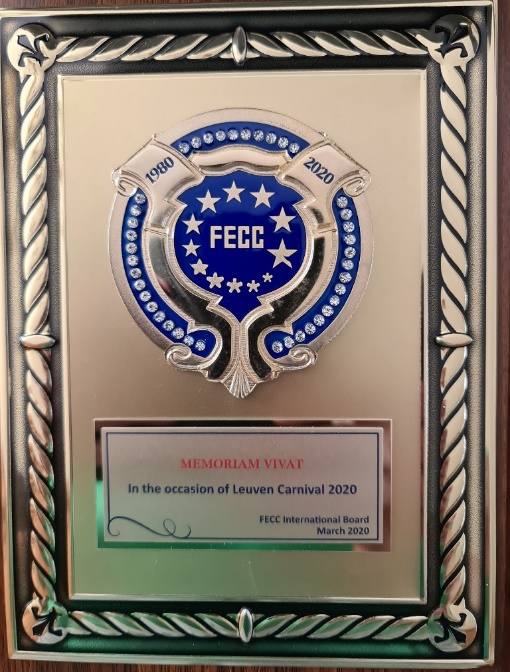 1980
2020
FECC
MEMORIAM VIVAT
In the occasion of Leuven Carnival 2020
FECC International Board
March 2020